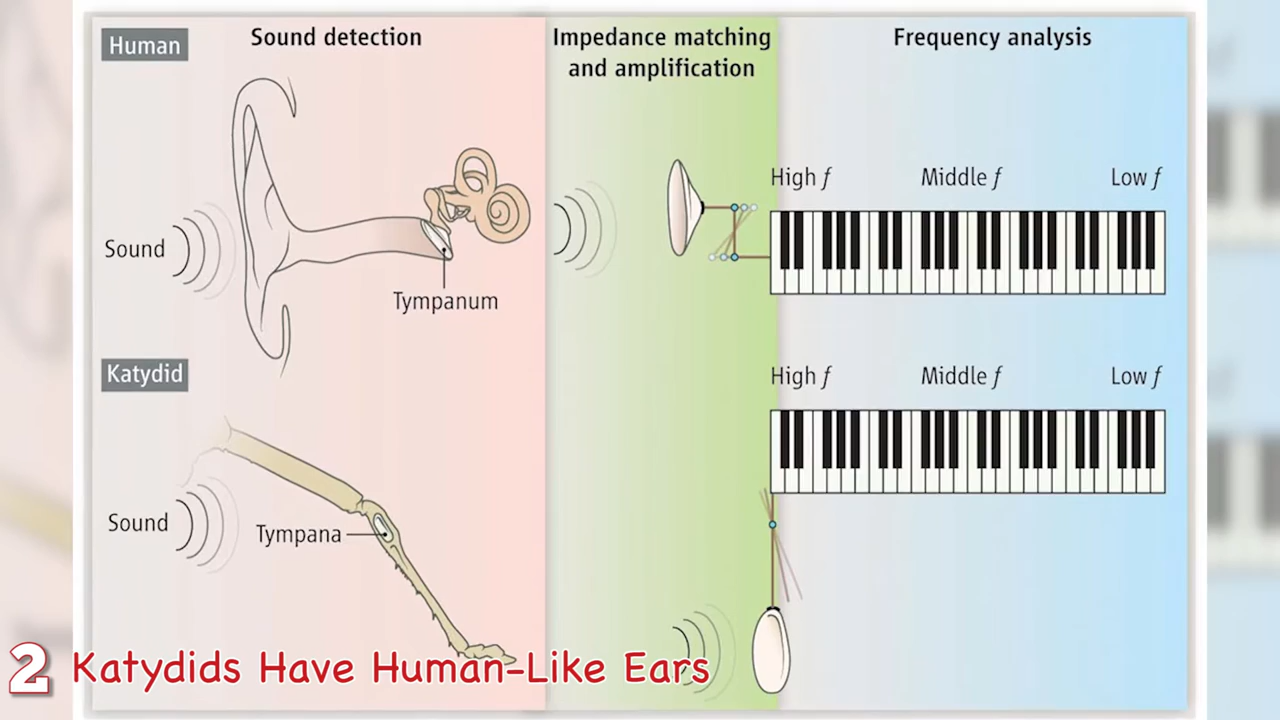 Human
Sound detection
Impedance matching
and amplification
Frequency analysis
High f
Middle f
Low f
Sound
Tympanum
Katydid
High f
Middle f
Low f
Sound
Tympana
2 Katydids Have Human-Like Ears